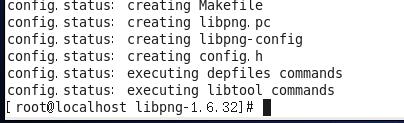 config.status: creating Makefile
config.status: creating libpng.pc
config.status: creating libpng-config
config.status: creating config.h
config.status: executing depfiles commands
config.status: executing libtool commands
[root@localhost libpng-1.6.32]#